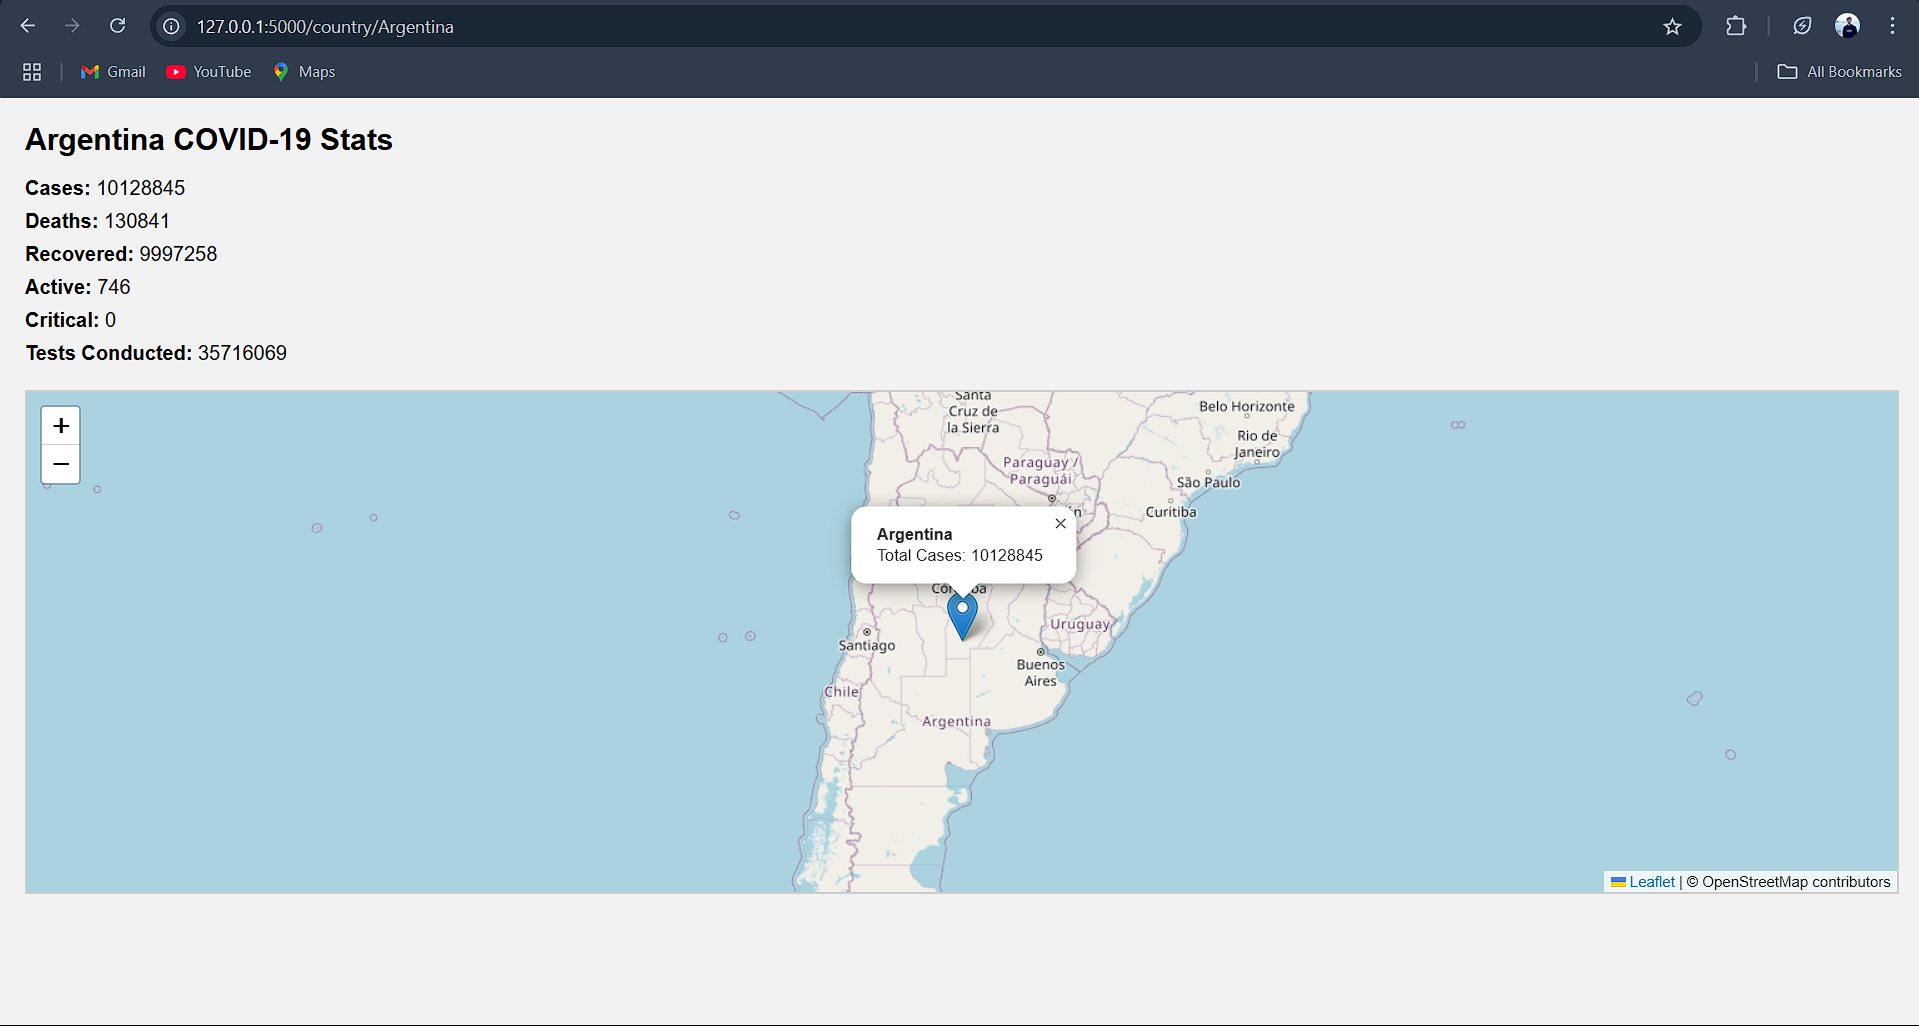 127.0.0.1:5000/country/Argentina
Gmail
YouTube
Maps
All Bookmarks
Argentina COVID-19 Stats
Cases: 10128845
Deaths: 130841
Recovered: 9997258
Active: 746
Critical: 0
Tests Conducted: 35716069
+
−
Santa
Cruz de
la Sierra
Belo Horizonte
Rio de
Janeiro
Paraguay /
Paraguái
São Paulo
Curitiba
Argentina
×
Total Cases: 10128845
Uruguay
Santiago
Buenos
Aires
Chile
Argentina
Leaflet | © OpenStreetMap contributors